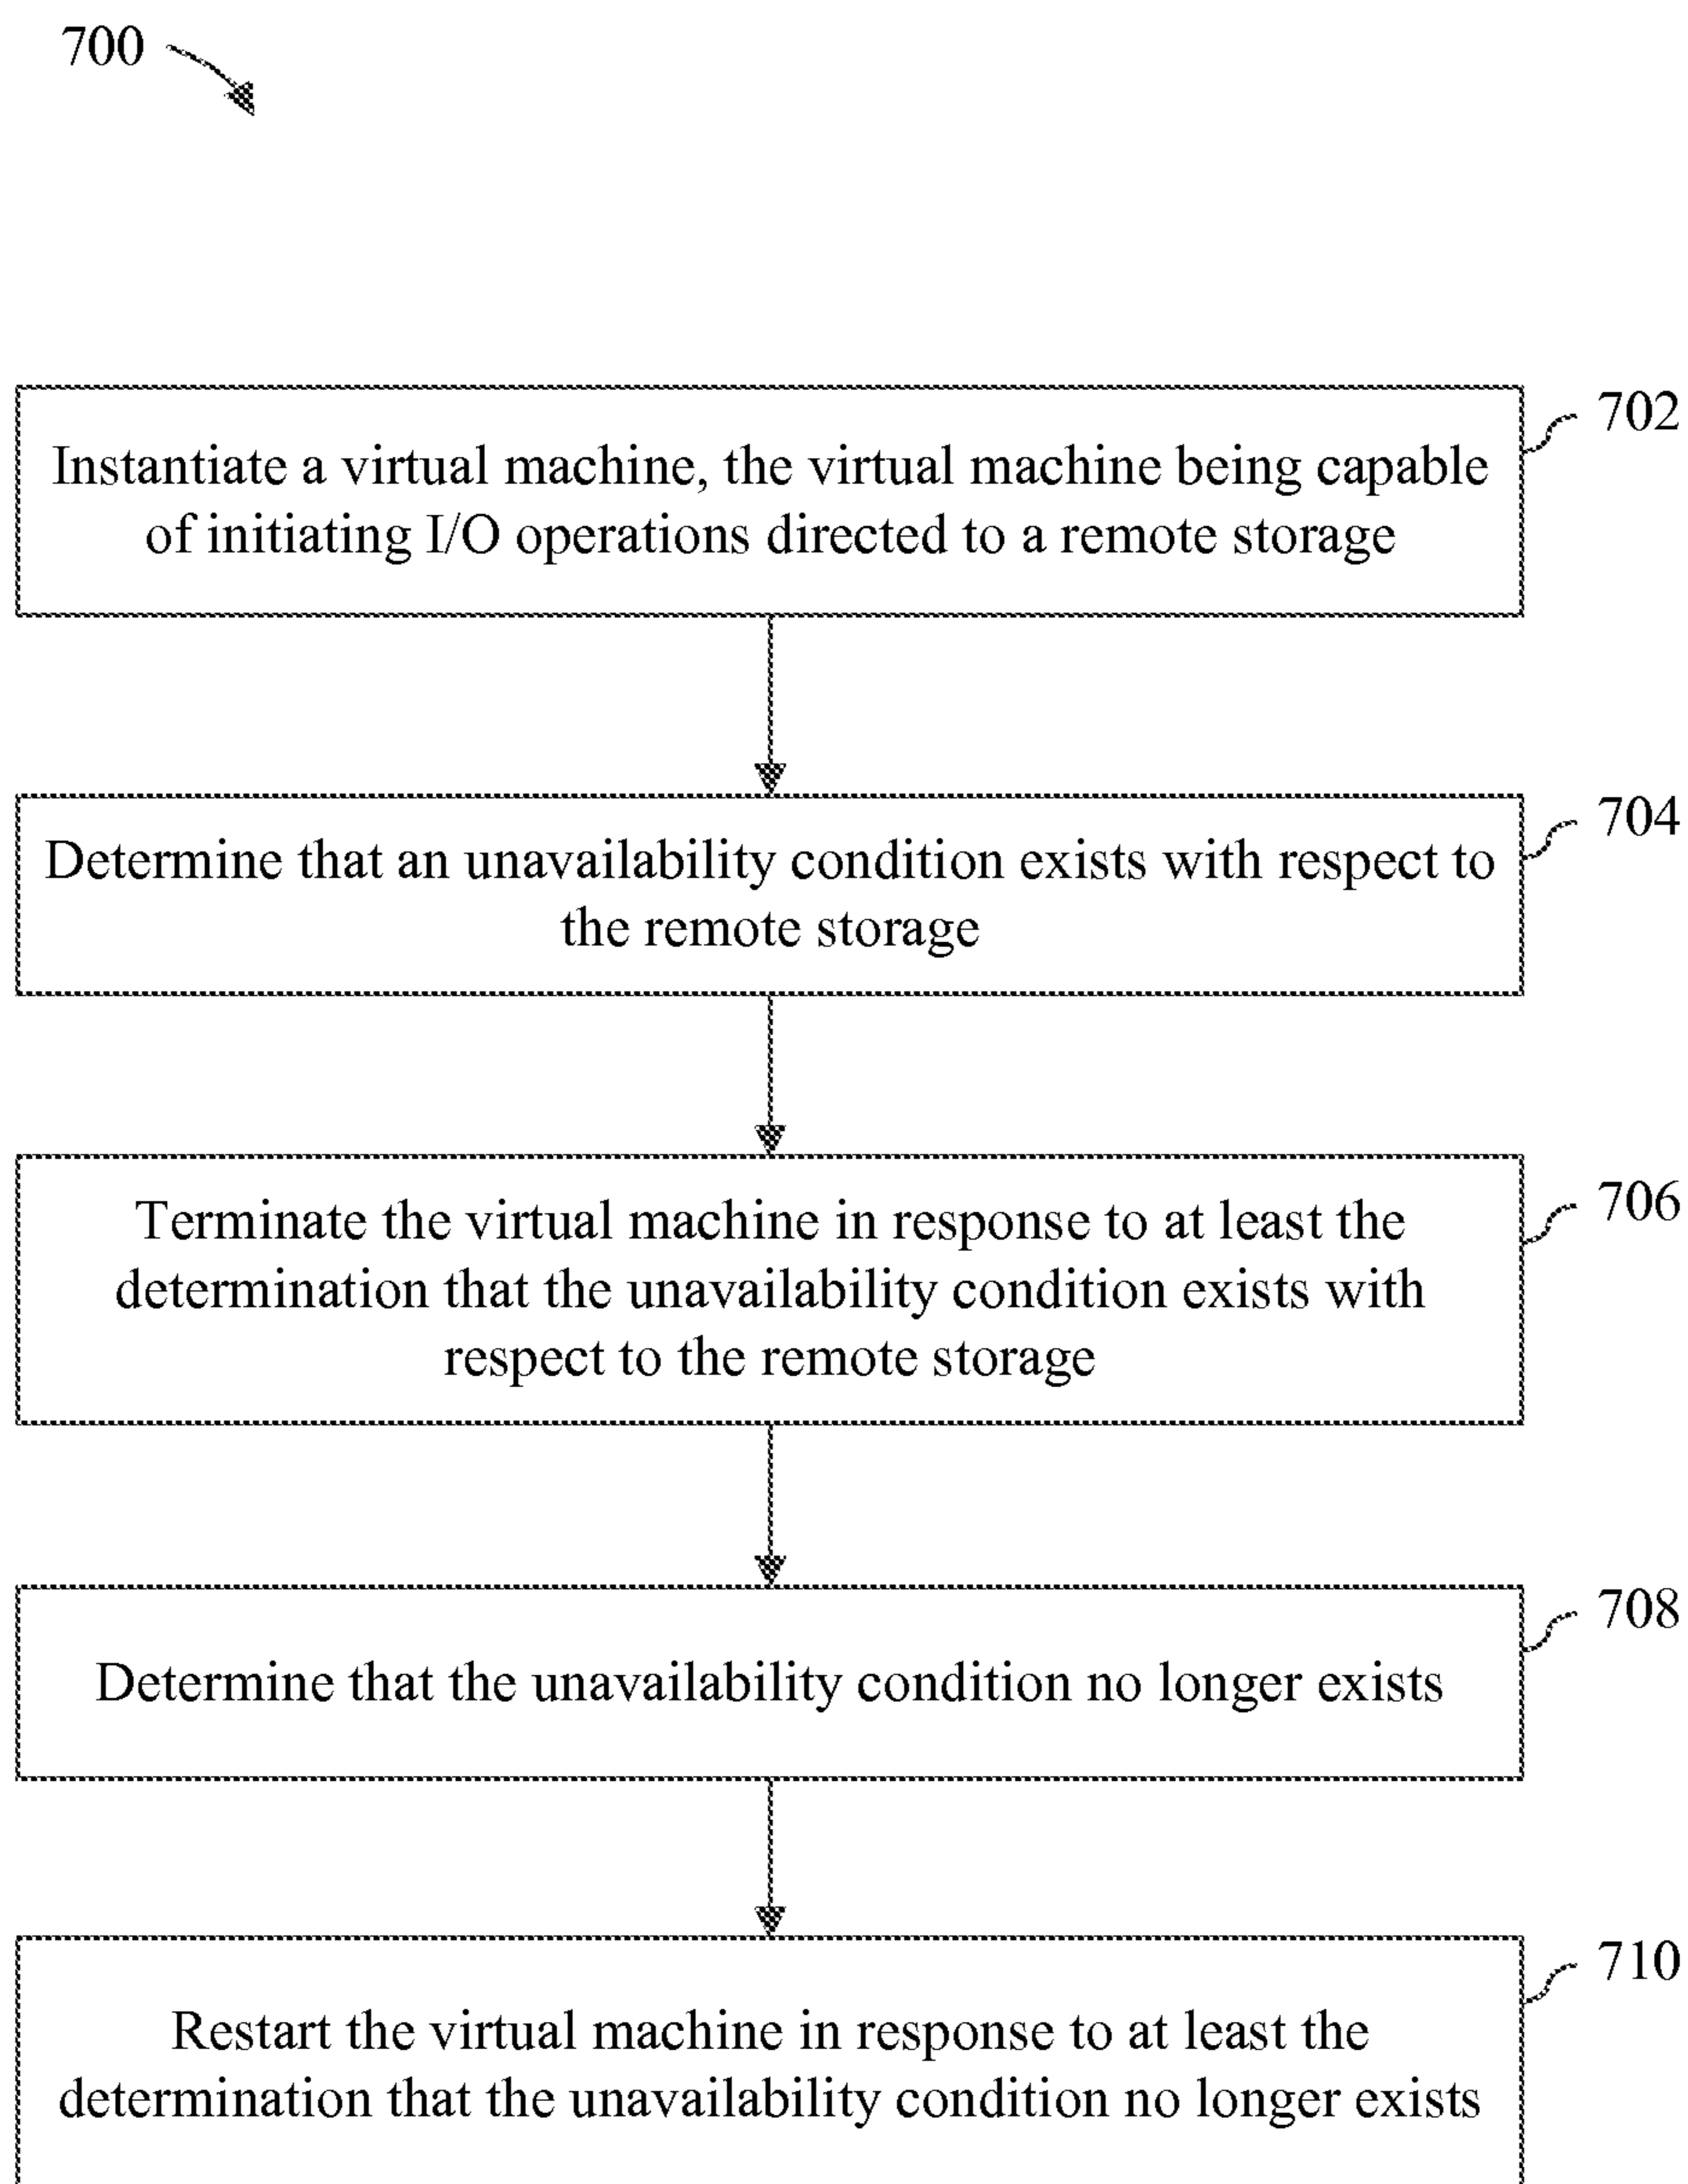 700
702
Instantiate a virtual machine, the virtual machine being capable
of initiating I/O operations directed to a remote storage
704
Determine that an unavailability condition exists with respect to
the remote storage
706
Terminate the virtual machine in response to at least the
determination that the unavailability condition exists with
respect to the remote storage
708
Determine that the unavailability condition no longer exists
710
Restart the virtual machine in response to at least the
determination that the unavailability condition no longer exists